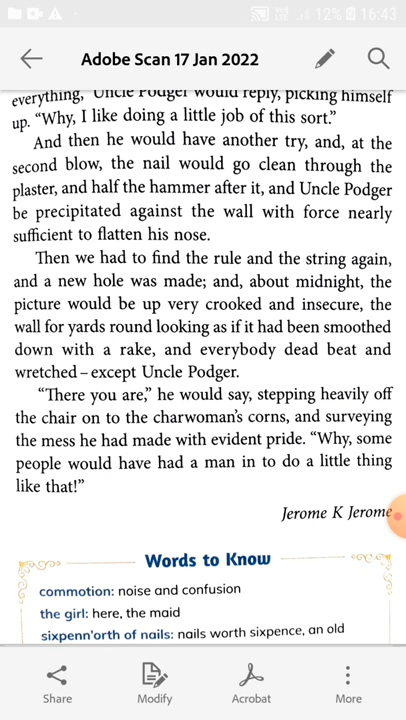 12% 16:43
Adobe Scan 17 Jan 2022
everything," Uncle Podger would reply, picking himself
up. “Why, I like doing a little job of this sort.”
And then he would have another try, and, at the
second blow, the nail would go clean through the
plaster, and half the hammer after it, and Uncle Podger
be precipitated against the wall with force nearly
sufficient to flatten his nose.
Then we had to find the rule and the string again,
and a new hole was made; and, about midnight, the
picture would be up very crooked and insecure, the
wall for yards round looking as if it had been smoothed
down with a rake, and everybody dead beat and
wretched – except Uncle Podger.
“There you are,” he would say, stepping heavily off
the chair on to the charwoman’s corns, and surveying
the mess he had made with evident pride. “Why, some
people would have had a man in to do a little thing
like that!”
Jerome K Jerome
Words to Know
commotion: noise and confusion
the girl: here, the maid
sixpenn’orth of nails: nails worth sixpence, an old
Share Modify Acrobat More